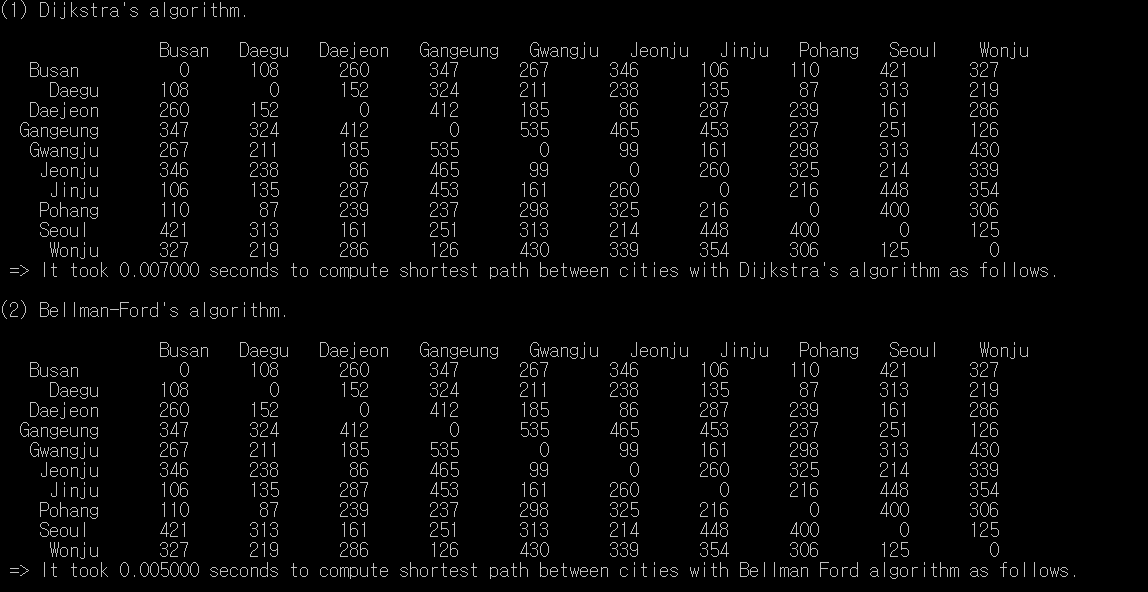 (1) Dijkstra's algorithm.
Busan Daegu Daejeon Gangeung Gwangju Jeonju Jinju Pohang Seoul Wonju
Busan 0 108 260 347 267 346 106 110 421 327
Daegu 108 0 152 324 211 238 135 87 313 219
Daejeon 260 152 0 412 185 86 287 239 161 286
Gangeung 347 324 412 0 535 465 453 237 251 126
Gwangju 267 211 185 535 0 99 161 298 313 430
Jeonju 346 238 86 465 99 0 260 325 214 339
Jinju 106 135 287 453 161 260 0 216 448 354
Pohang 110 87 239 237 298 325 216 0 400 306
Seoul 421 313 161 251 313 214 448 400 0 125
Wonju 327 219 286 126 430 339 354 306 125 0
=> It took 0.007000 seconds to compute shortest path between cities with Dijkstra's algorithm as follows.
(2) Bellman-Ford's algorithm.
Busan Daegu Daejeon Gangeung Gwangju Jeonju Jinju Pohang Seoul Wonju
Busan 0 108 260 347 267 346 106 110 421 327
Daegu 108 0 152 324 211 238 135 87 313 219
Daejeon 260 152 0 412 185 86 287 239 161 286
Gangeung 347 324 412 0 535 465 453 237 251 126
Gwangju 267 211 185 535 0 99 161 298 313 430
Jeonju 346 238 86 465 99 0 260 325 214 339
Jinju 106 135 287 453 161 260 0 216 448 354
Pohang 110 87 239 237 298 325 216 0 400 306
Seoul 421 313 161 251 313 214 448 400 0 125
Wonju 327 219 286 126 430 339 354 306 125 0
=> It took 0.005000 seconds to compute shortest path between cities with Bellman Ford algorithm as follows.